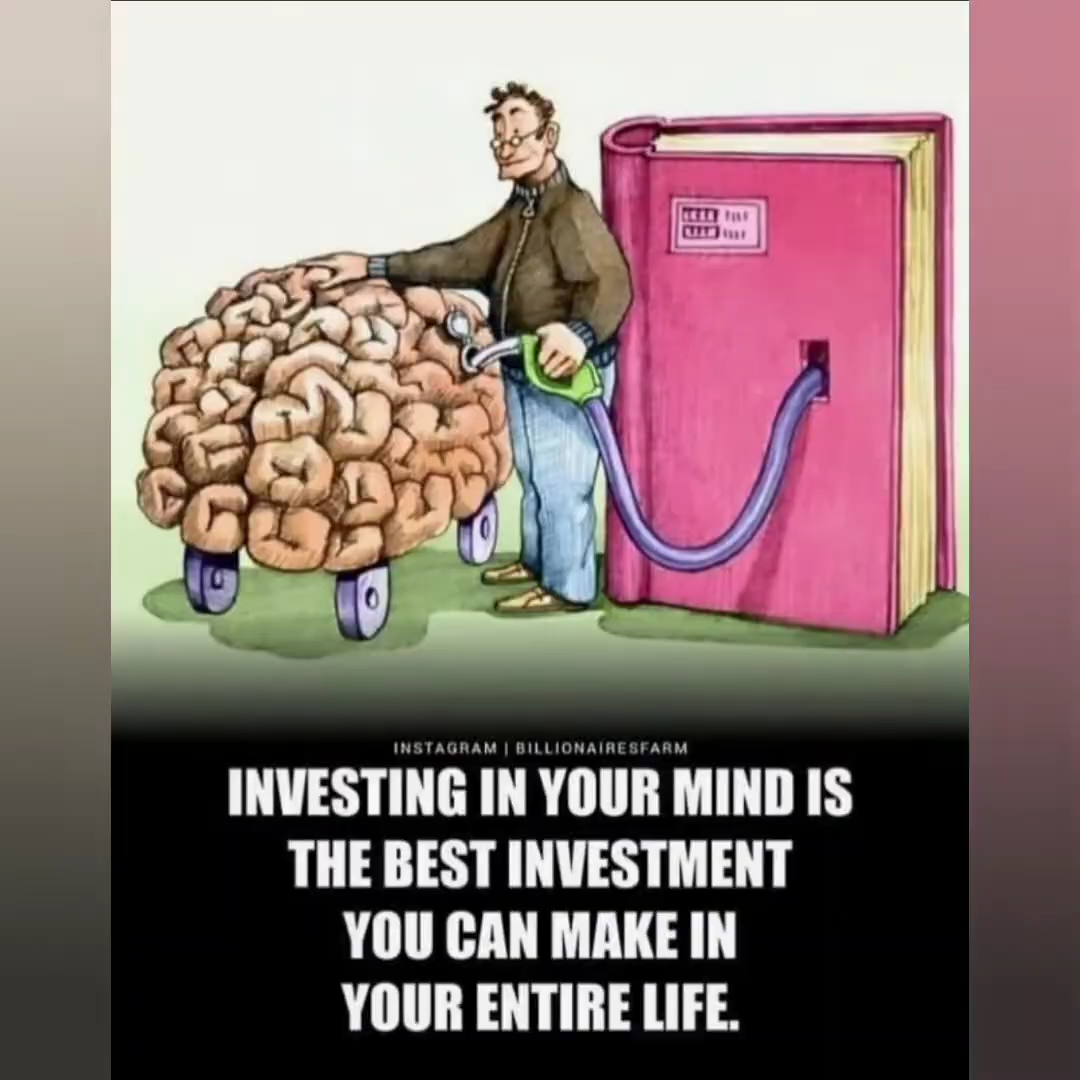 INSTAGRAM | BILLIONAIRESFARM
INVESTING IN YOUR MIND IS
THE BEST INVESTMENT
YOU CAN MAKE IN
YOUR ENTIRE LIFE.